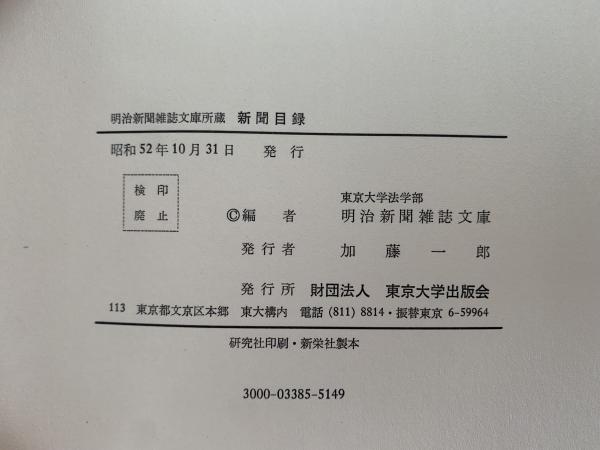 明治新聞雑誌文庫所蔵 新聞目録
昭和52年10月31日 発行
検印
廃止
東京大学法学部
©編者 明治新聞雑誌文庫
発行者 加藤一郎
発行所 財団法人 東京大学出版会
113 東京都文京区本郷 東大構内 電話 (811) 8814・振替東京 6-59964
研究社印刷・新栄社製本
3000-03385-5149